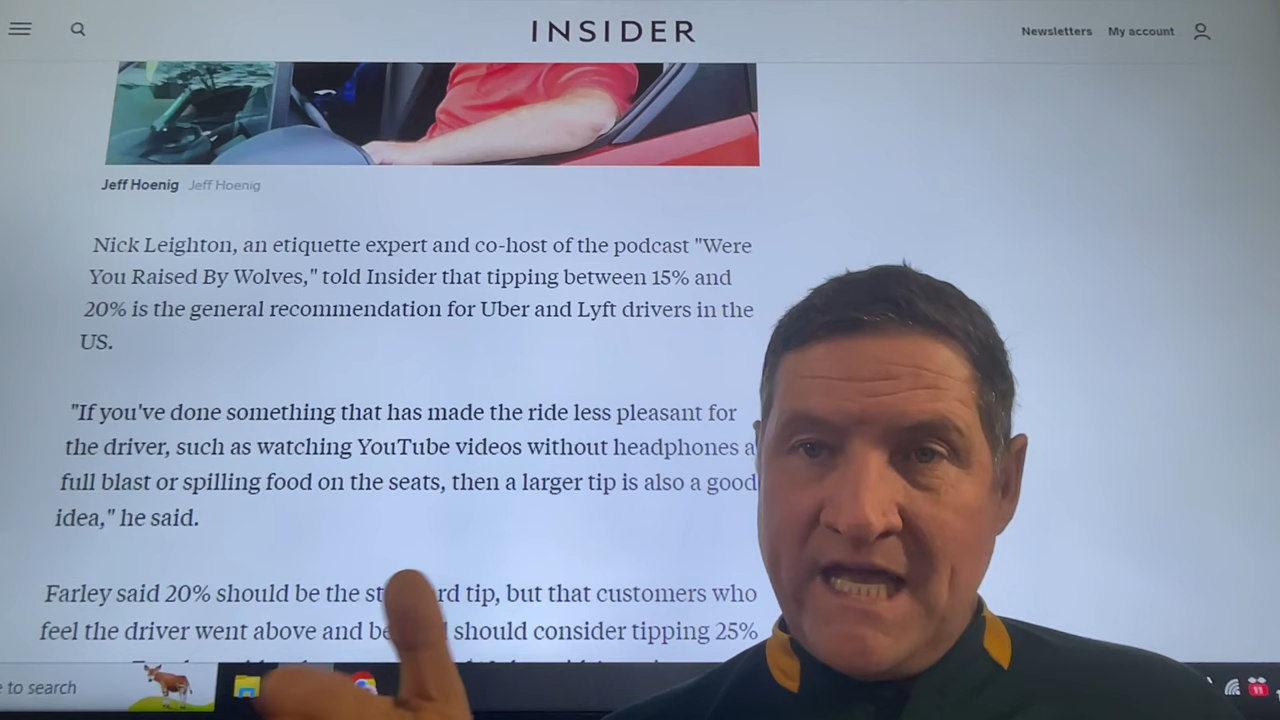 INSIDER
Newsletters My account
Jeff Hoenig Jeff Hoenig
Nick Leighton, an etiquette expert and co-host of the podcast "Were
You Raised By Wolves," told Insider that tipping between 15% and
20% is the general recommendation for Uber and Lyft drivers in the
US.
"If you've done something that has made the ride less pleasant for
the driver, such as watching YouTube videos without headphones a
full blast or spilling food on the seats, then a larger tip is also a good
idea," he said.
Farley said 20% should be the st rd tip, but that customers who
feel the driver went above and be should consider tipping 25%
e to search